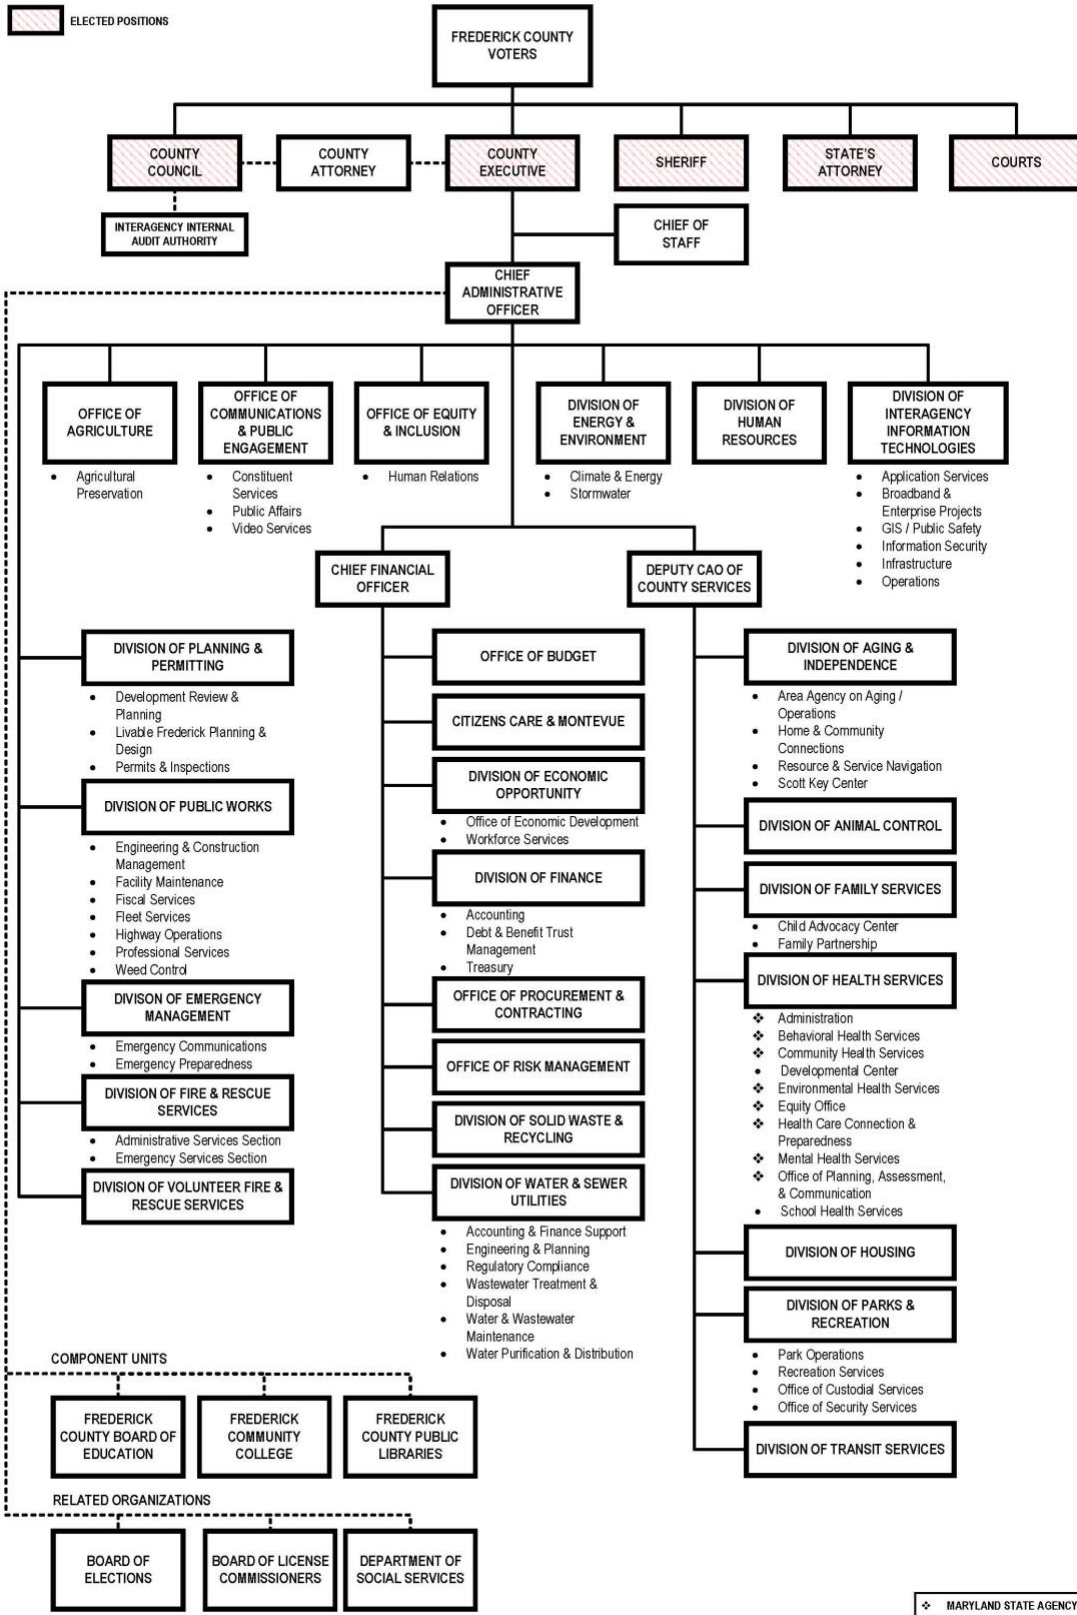 ELECTED POSITIONS
FREDERICK COUNTY
VOTERS
COUNTY
COUNCIL
COUNTY
ATTORNEY
COUNTY
EXECUTIVE
SHERIFF
STATE'S
ATTORNEY
COURTS
INTERAGENCY INTERNAL
AUDIT AUTHORITY
CHIEF OF
STAFF
CHIEF
ADMINISTRATIVE
OFFICER
OFFICE OF
AGRICULTURE
• Agricultural
Preservation
OFFICE OF
COMMUNICATIONS
& PUBLIC
ENGAGEMENT
• Constituent
Services
• Public Affairs
• Video Services
OFFICE OF EQUITY
& INCLUSION
• Human Relations
DIVISION OF
ENERGY &
ENVIRONMENT
• Climate & Energy
• Stormwater
DIVISION OF
HUMAN
RESOURCES
DIVISION OF
INTERAGENCY
INFORMATION
TECHNOLOGIES
• Application Services
• Broadband &
Enterprise Projects
• GIS / Public Safety
• Information Security
• Infrastructure
• Operations
CHIEF FINANCIAL
OFFICER
DEPUTY CAO OF
COUNTY SERVICES
DIVISION OF PLANNING &
PERMITTING
• Development Review &
Planning
• Livable Frederick Planning &
Design
• Permits & Inspections
DIVISION OF PUBLIC WORKS
• Engineering & Construction
Management
• Facility Maintenance
• Fiscal Services
• Fleet Services
• Highway Operations
• Professional Services
• Weed Control
DIVISON OF EMERGENCY
MANAGEMENT
• Emergency Communications
• Emergency Preparedness
DIVISION OF FIRE & RESCUE
SERVICES
• Administrative Services Section
• Emergency Services Section
DIVISION OF VOLUNTEER FIRE &
RESCUE SERVICES
OFFICE OF BUDGET
CITIZENS CARE & MONTEVUE
DIVISION OF ECONOMIC
OPPORTUNITY
• Office of Economic Development
• Workforce Services
DIVISION OF FINANCE
• Accounting
• Debt & Benefit Trust
Management
• Treasury
OFFICE OF PROCUREMENT &
CONTRACTING
OFFICE OF RISK MANAGEMENT
DIVISION OF SOLID WASTE &
RECYCLING
DIVISION OF WATER & SEWER
UTILITIES
• Accounting & Finance Support
• Engineering & Planning
• Regulatory Compliance
• Wastewater Treatment &
Disposal
• Water & Wastewater
Maintenance
• Water Purification & Distribution
DIVISION OF AGING &
INDEPENDENCE
• Area Agency on Aging /
Operations
• Home & Community
Connections
• Resource & Service Navigation
• Scott Key Center
DIVISION OF ANIMAL CONTROL
DIVISION OF FAMILY SERVICES
• Child Advocacy Center
• Family Partnership
DIVISION OF HEALTH SERVICES
❖ Administration
❖ Behavioral Health Services
❖ Community Health Services
• Developmental Center
❖ Environmental Health Services
❖ Equity Office
❖ Health Care Connection &
Preparedness
❖ Mental Health Services
❖ Office of Planning, Assessment,
& Communication
• School Health Services
DIVISION OF HOUSING
DIVISION OF PARKS &
RECREATION
• Park Operations
• Recreation Services
• Office of Custodial Services
• Office of Security Services
DIVISION OF TRANSIT SERVICES
COMPONENT UNITS
FREDERICK
COUNTY BOARD OF
EDUCATION
FREDERICK
COMMUNITY
COLLEGE
FREDERICK
COUNTY PUBLIC
LIBRARIES
RELATED ORGANIZATIONS
BOARD OF
ELECTIONS
BOARD OF LICENSE
COMMISSIONERS
DEPARTMENT OF
SOCIAL SERVICES
❖ MARYLAND STATE AGENCY